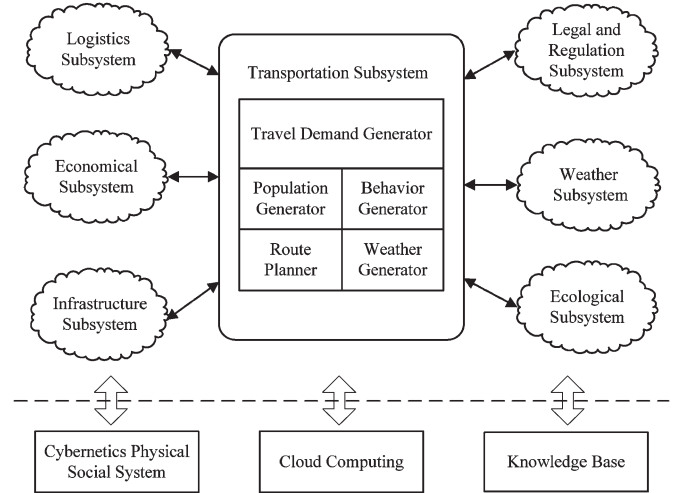 Logistics
Subsystem
Legal and
Regulation
Subsystem
Transportation Subsystem
Travel Demand Generator
Economical
Subsystem
Population
Generator
Behavior
Generator
Weather
Subsystem
Route
Planner
Weather
Generator
Infrastructure
Subsystem
Ecological
Subsystem
Cybernetics Physical
Social System
Cloud Computing
Knowledge Base